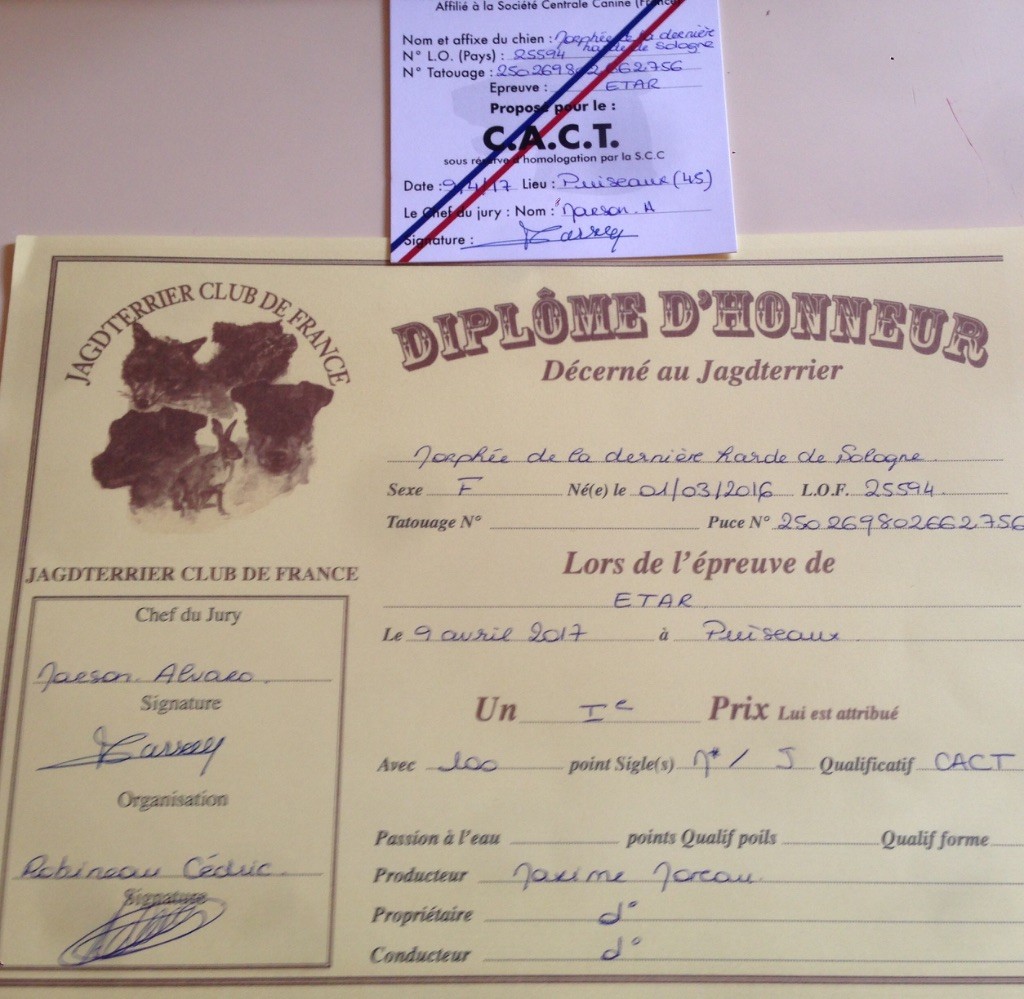 Affilié à la Société Centrale Canine (France)
Nom et affixe du chien : Morphée de la dernière
harde de Sologne
N° L.O. (Pays) : 25594
N° Tatouage : 250269802662756
Epreuve : ETAR
Proposé pour le :
C.A.C.T.
sous réserve d'homologation par la S.C.C
Date : 9/4/17 Lieu : Puiseaux (45)
Le Chef du jury : Nom : A
Signature :
JAGDTERRIER CLUB DE FRANCE
DIPLÔME D'HONNEUR
Décerné au Jagdterrier
Morphée de la dernière harde de Sologne
Sexe F Né(e) le 01/03/2016 L.O.F. 25594
Tatouage N° Puce N° 250269802662756
Lors de l'épreuve de
ETAR
Le 9 avril 2017 à Puiseaux
Un Ie Prix Lui est attribué
Avec 100 point Sigle(s) N* / J Qualificatif CACT
Passion à l'eau points Qualif poils Qualif forme
Producteur Maxime Moreau
Propriétaire d°
Conducteur d°
JAGDTERRIER CLUB DE FRANCE
Chef du Jury
Alvaro
Signature
Organisation
Robineau Cédric
Signature